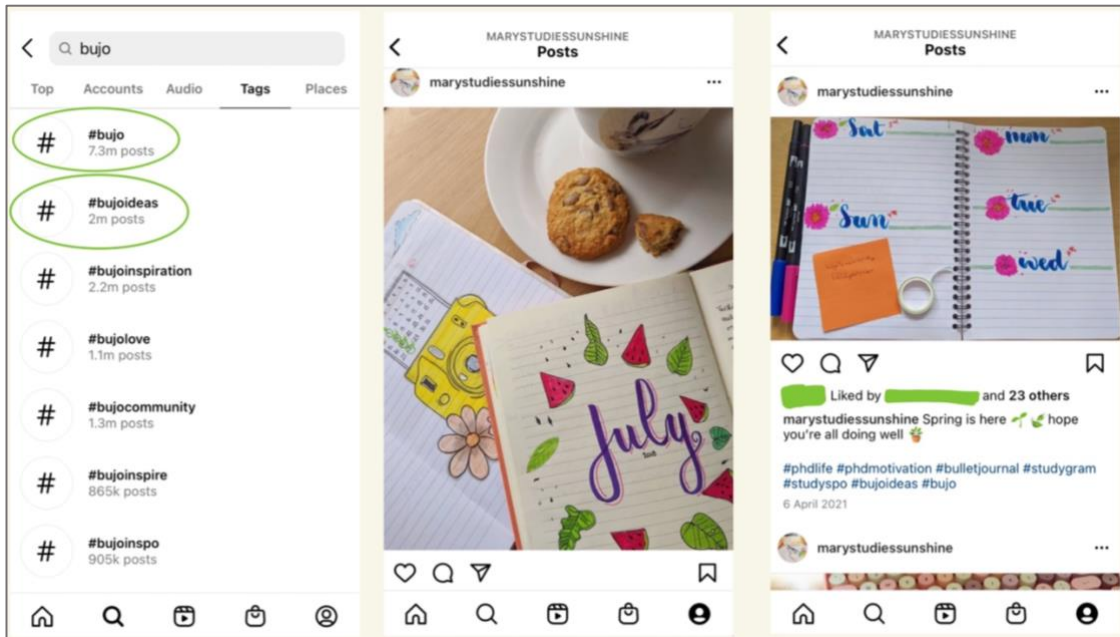 bujo
Top Accounts Audio Tags Places
# #bujo
7.3m posts
# #bujoideas
2m posts
# #bujoinspiration
2.2m posts
# #bujolove
1.1m posts
# #bujocommunity
1.3m posts
# #bujoinspire
865k posts
# #bujoinspo
905k posts
MARYSTUDIESSUNSHINE
Posts
marystudiessunshine
July
MARYSTUDIESSUNSHINE
Posts
marystudiessunshine
Sat
mon
Sun
tue
wed
Liked by and 23 others
marystudiessunshine Spring is here 🌱🌿 hope
you're all doing well 🪴
#phdlife #phdmotivation #bulletjournal #studygram
#studyspo #bujoideas #bujo
6 April 2021
marystudiessunshine